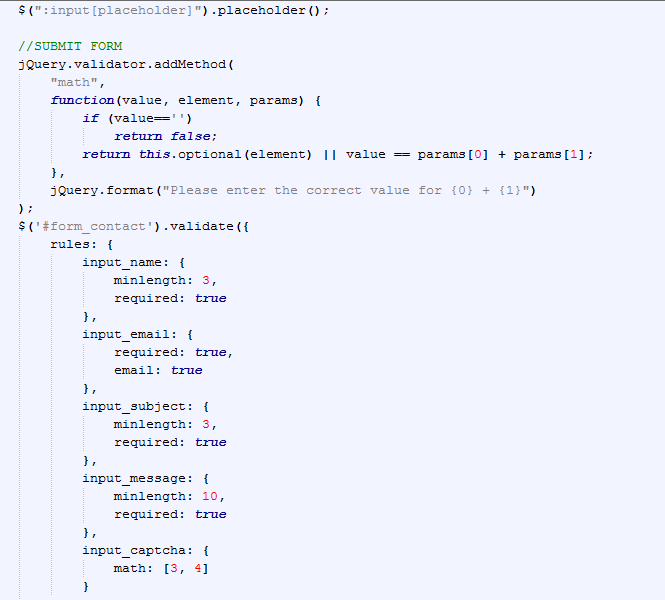 $(":input[placeholder]").placeholder();

//SUBMIT FORM
jQuery.validator.addMethod(
    "math",
    function(value, element, params) {
        if (value=='')
            return false;
        return this.optional(element) || value == params[0] + params[1];
    },
    jQuery.format("Please enter the correct value for {0} + {1}")
);
$('#form_contact').validate({
    rules: {
        input_name: {
            minlength: 3,
            required: true
        },
        input_email: {
            required: true,
            email: true
        },
        input_subject: {
            minlength: 3,
            required: true
        },
        input_message: {
            minlength: 10,
            required: true
        },
        input_captcha: {
            math: [3, 4]
        }